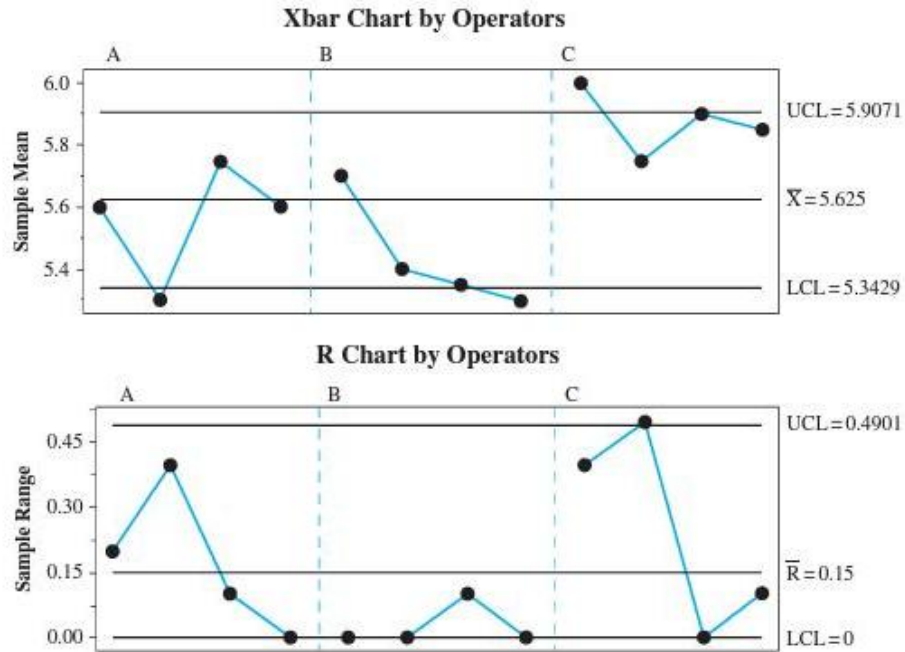 Xbar Chart by Operators
A B C
6.0
5.8
5.6
5.4
Sample Mean
UCL=5.9071
X̿=5.625
LCL=5.3429
R Chart by Operators
A B C
0.45
0.30
0.15
0.00
Sample Range
UCL=0.4901
R̅=0.15
LCL=0